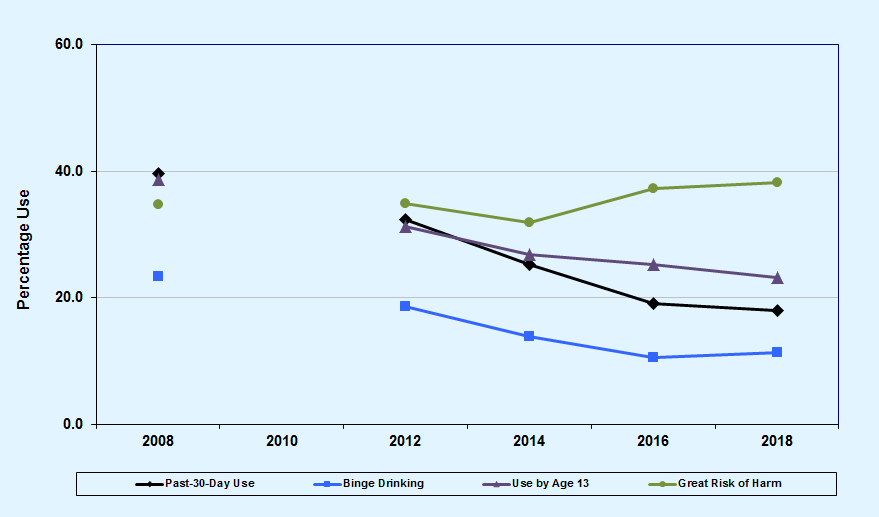 60.0
40.0
20.0
0.0
Percentage Use
2008 2010 2012 2014 2016 2018
Past-30-Day Use Binge Drinking Use by Age 13 Great Risk of Harm